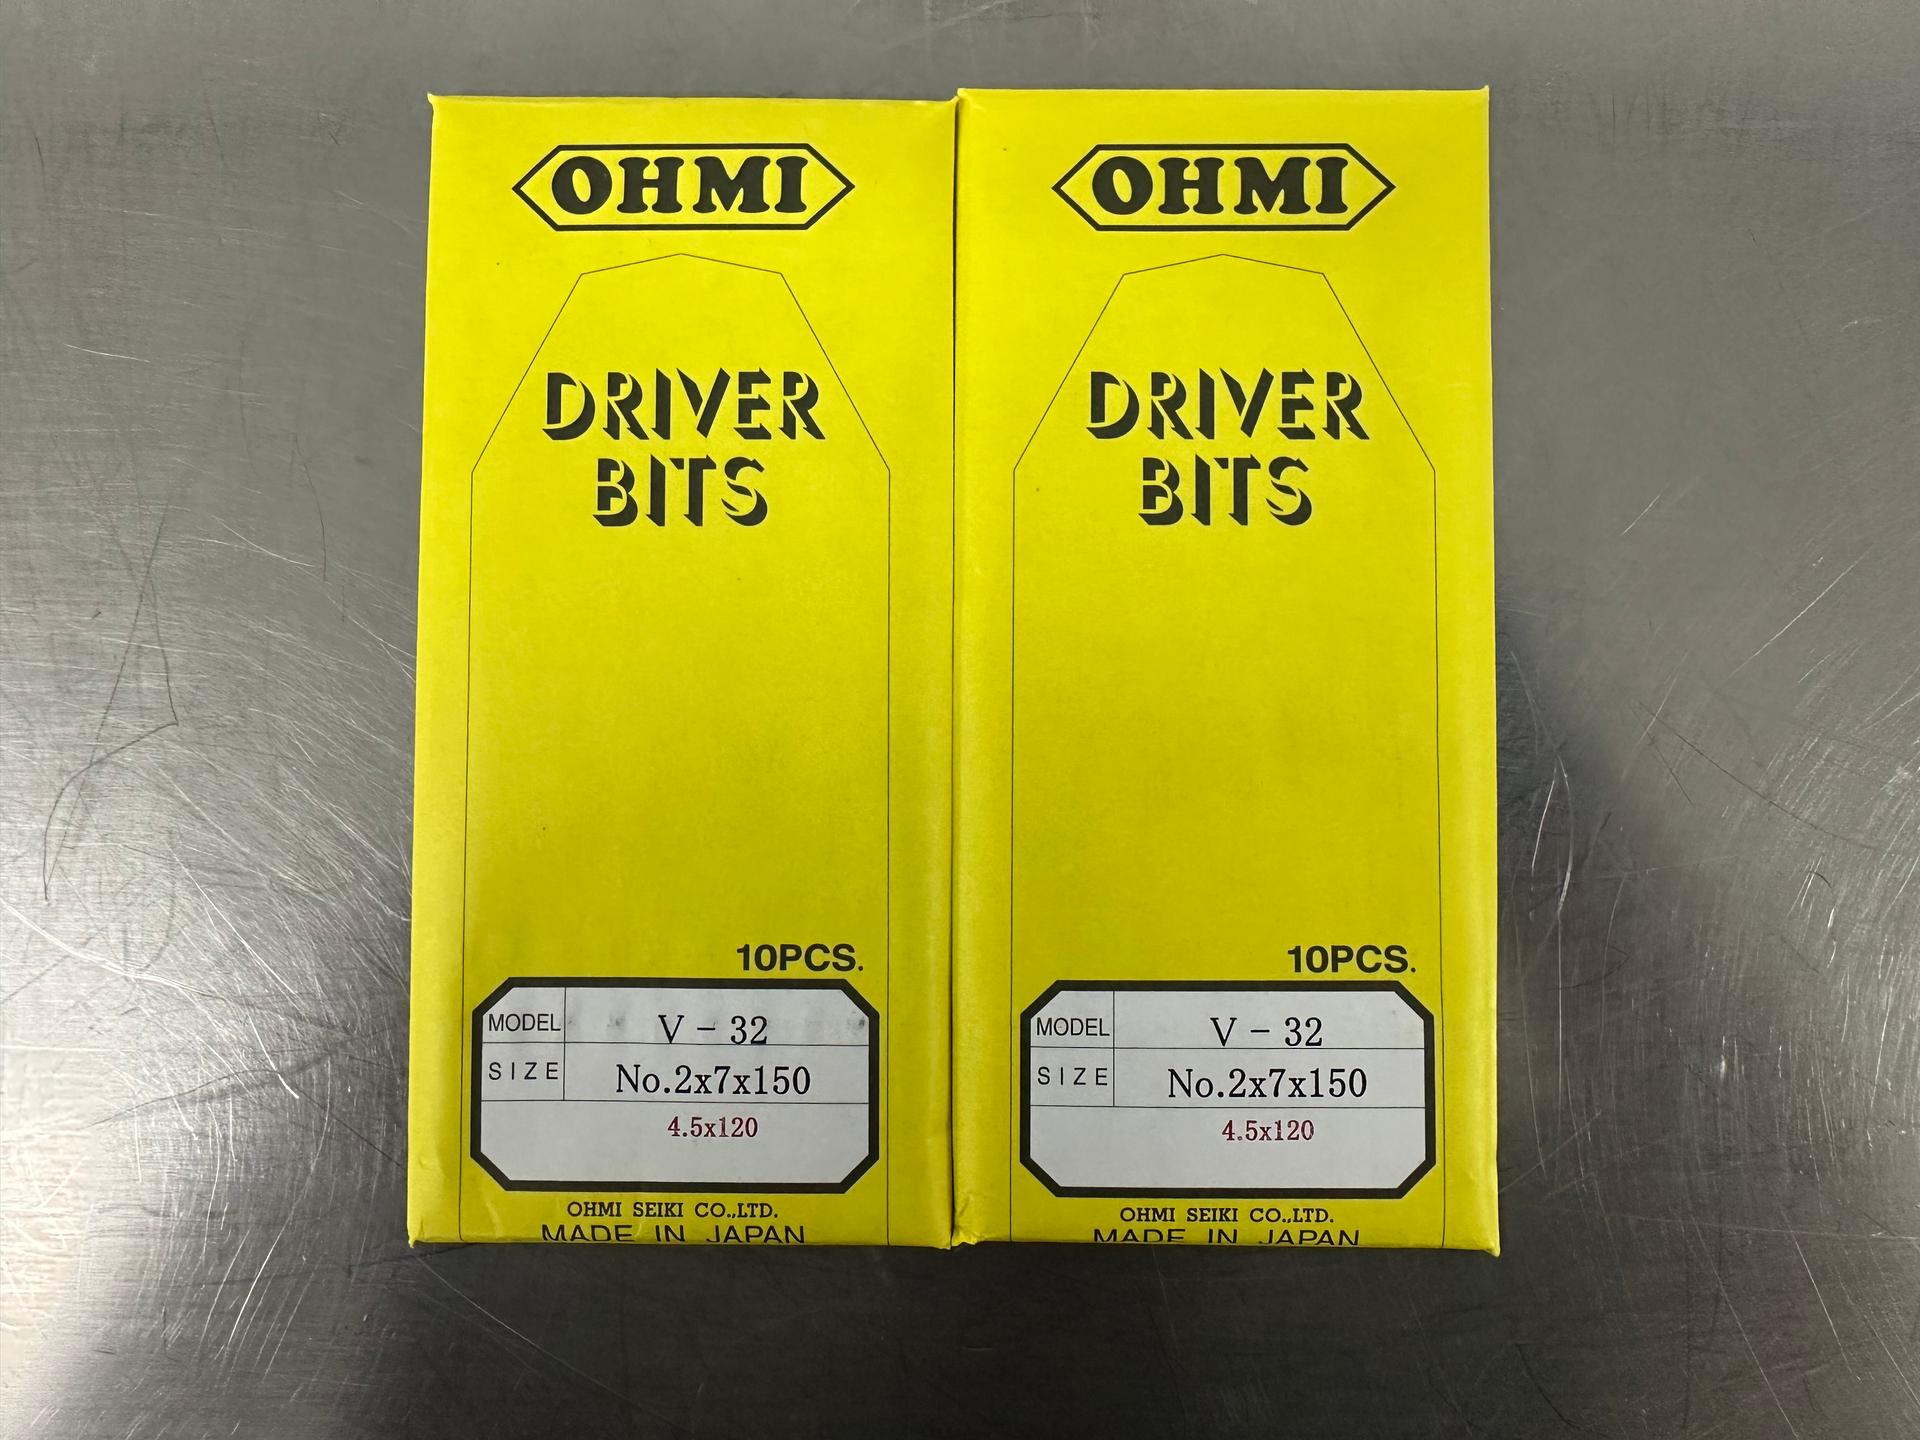 OHMI
DRIVER
BITS
10PCS.
MODEL V - 32
SIZE No.2x7x150
4.5x120
OHMI SEIKI CO.,LTD.
MADE IN JAPAN
OHMI
DRIVER
BITS
10PCS.
MODEL V - 32
SIZE No.2x7x150
4.5x120
OHMI SEIKI CO.,LTD.
MADE IN JAPAN